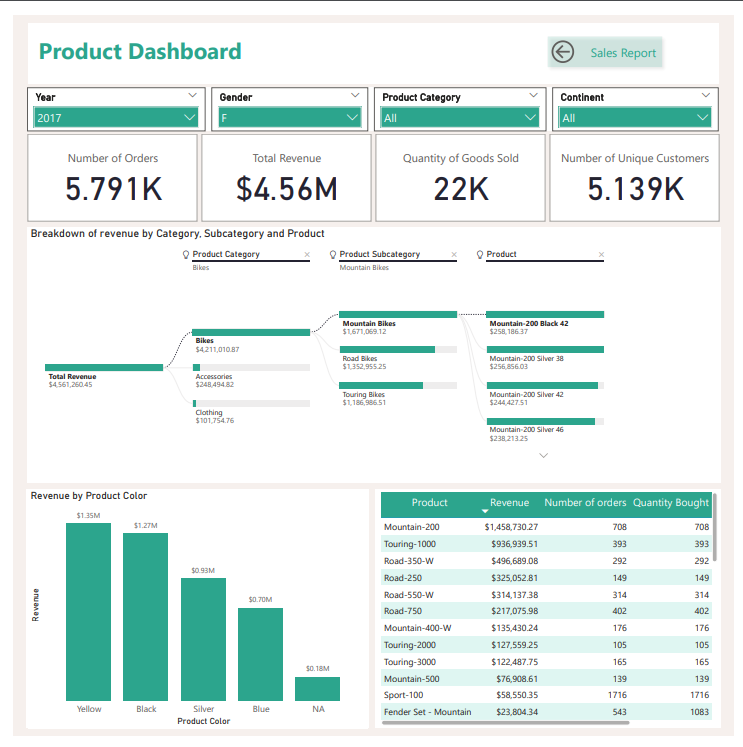 Product Dashboard
Sales Report
Year Gender Product Category Continent
2017 F All All
Number of Orders Total Revenue Quantity of Goods Sold Number of Unique Customers
5.791K $4.56M 22K 5.139K
Breakdown of revenue by Category, Subcategory and Product
Product Category × Product Subcategory × Product ×
Bikes Mountain Bikes
Total Revenue
$4,561,260.45
Bikes
$4,211,010.87
Accessories
$248,494.82
Clothing
$101,754.76
Mountain Bikes
$1,671,069.12
Road Bikes
$1,352,955.25
Touring Bikes
$1,186,986.51
Mountain-200 Black 42
$258,186.37
Mountain-200 Silver 38
$256,856.03
Mountain-200 Silver 42
$244,427.51
Mountain-200 Silver 46
$238,213.25
Revenue by Product Color
Revenue
$1.35M
$1.27M
$0.93M
$0.70M
$0.18M
Yellow Black Silver Blue NA
Product Color
Product Revenue Number of orders Quantity Bought
Mountain-200 $1,458,730.27 708 708
Touring-1000 $936,939.51 393 393
Road-350-W $496,689.08 292 292
Road-250 $325,052.81 149 149
Road-550-W $314,137.38 314 314
Road-750 $217,075.98 402 402
Mountain-400-W $135,430.24 176 176
Touring-2000 $127,559.25 105 105
Touring-3000 $122,487.75 165 165
Mountain-500 $76,908.61 139 139
Sport-100 $58,550.35 1716 1716
Fender Set - Mountain $23,804.34 543 1083